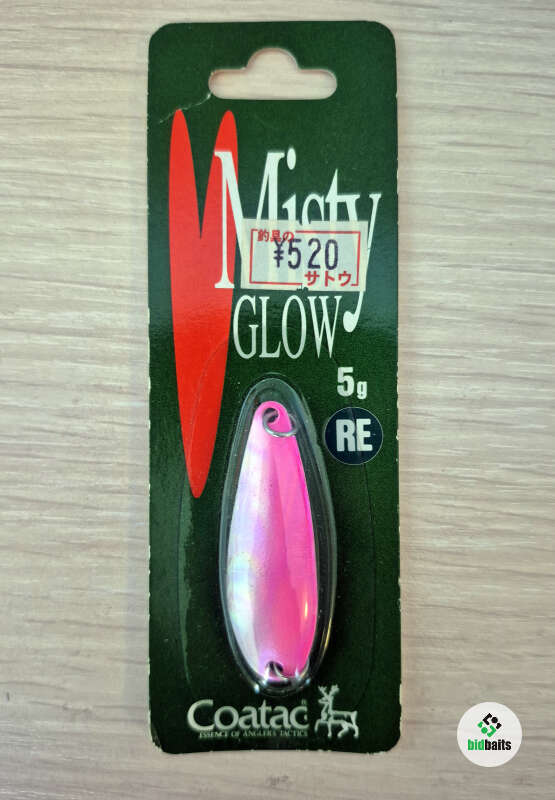 Misty
釣具の
¥520
サトウ
GLOW
5g
RE
Coatac®
ESSENCE OF ANGLERS TACTICS
bidbaits